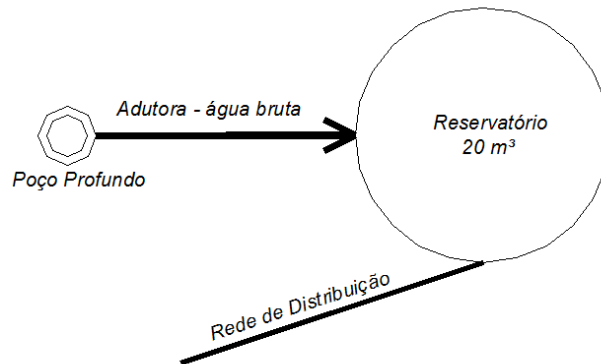 Adutora - água bruta
Poço Profundo
Reservatório
20 m³
Rede de Distribuição